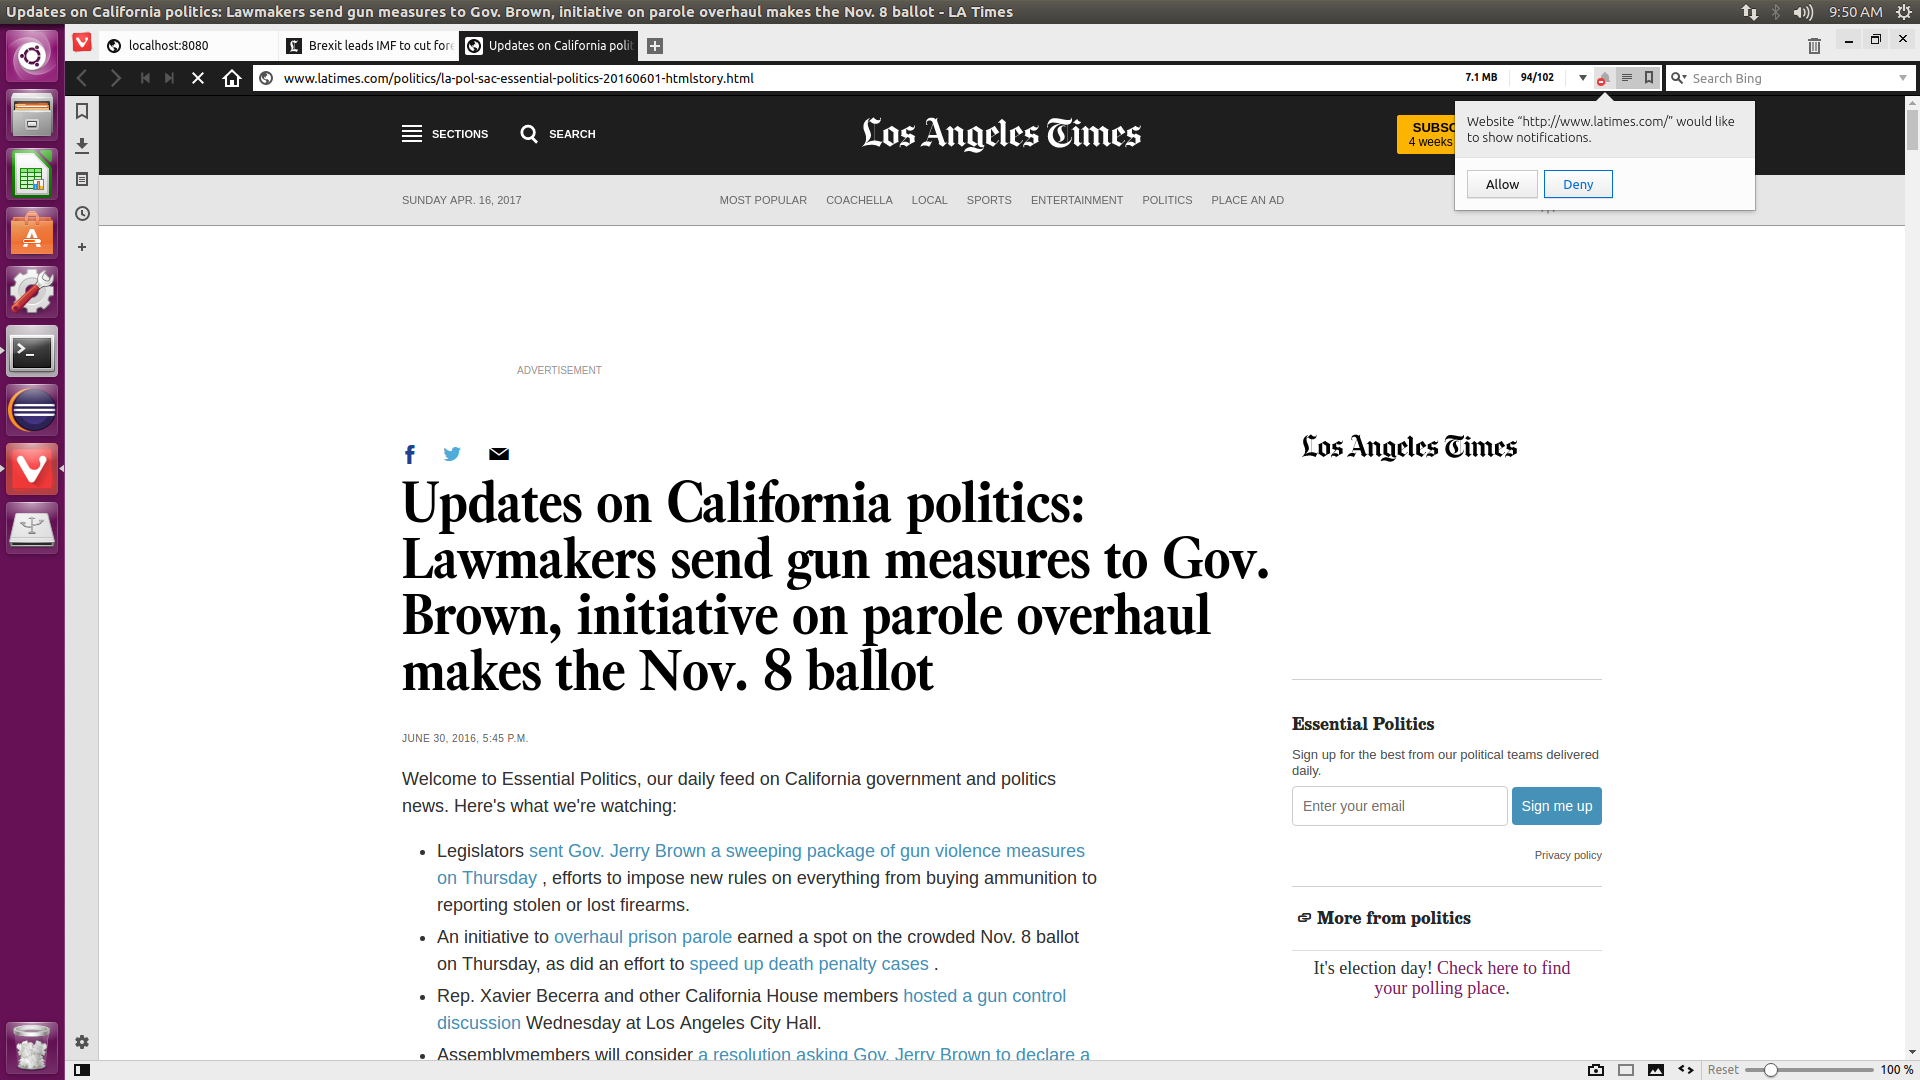 Updates on California politics: Lawmakers send gun measures to Gov. Brown, initiative on parole overhaul makes the Nov. 8 ballot - LA Times
9:50 AM
localhost:8080
Brexit leads IMF to cut fore
Updates on California poli
www.latimes.com/politics/la-pol-sac-essential-politics-20160601-htmlstory.html
7.1 MB
94/102
Search Bing
Website “http://www.latimes.com/” would like
to show notifications.
Allow
Deny
SECTIONS
SEARCH
Los Angeles Times
SUBSC
4 weeks
SUNDAY APR. 16, 2017
MOST POPULAR
COACHELLA
LOCAL
SPORTS
ENTERTAINMENT
POLITICS
PLACE AN AD
ADVERTISEMENT
Los Angeles Times
Updates on California politics:
Lawmakers send gun measures to Gov.
Brown, initiative on parole overhaul
makes the Nov. 8 ballot
JUNE 30, 2016, 5:45 P.M.
Welcome to Essential Politics, our daily feed on California government and politics
news. Here's what we're watching:
Legislators sent Gov. Jerry Brown a sweeping package of gun violence measures
on Thursday , efforts to impose new rules on everything from buying ammunition to
reporting stolen or lost firearms.
An initiative to overhaul prison parole earned a spot on the crowded Nov. 8 ballot
on Thursday, as did an effort to speed up death penalty cases .
Rep. Xavier Becerra and other California House members hosted a gun control
discussion Wednesday at Los Angeles City Hall.
Assemblymembers will consider a resolution asking Gov. Jerry Brown to declare a
Essential Politics
Sign up for the best from our political teams delivered
daily.
Enter your email
Sign me up
Privacy policy
More from politics
It's election day! Check here to find
your polling place.
Reset
100 %